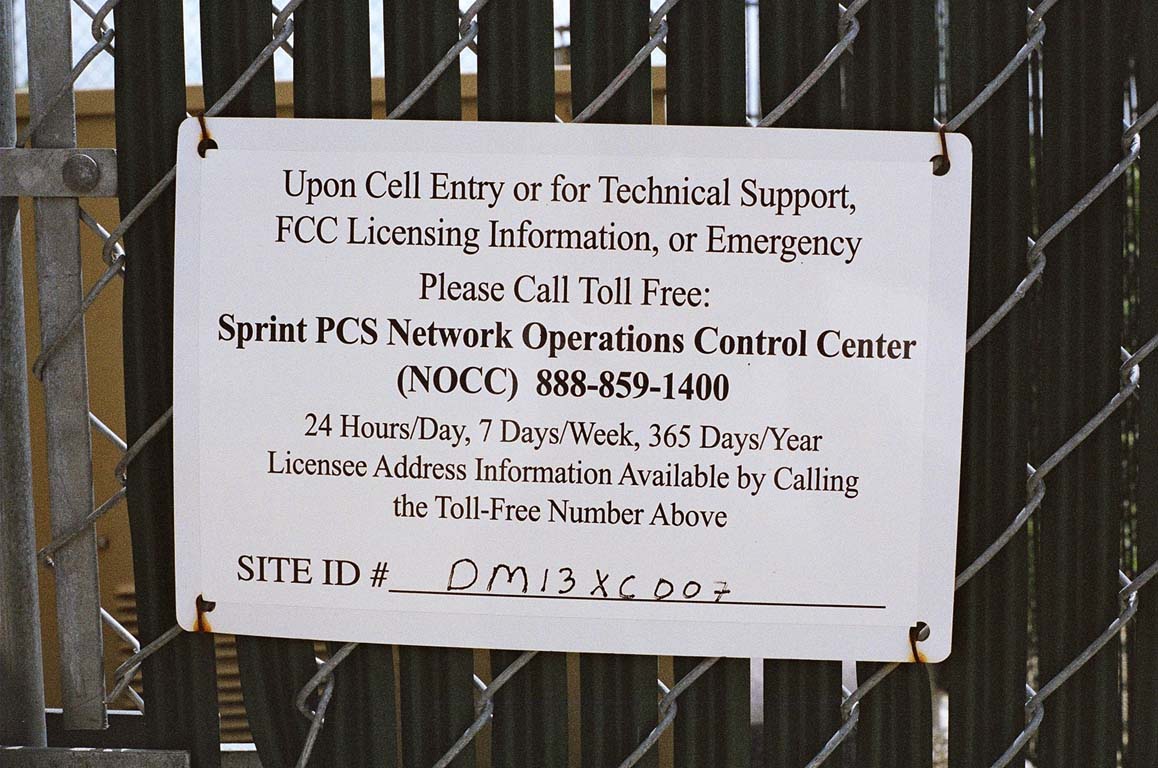 Upon Cell Entry or for Technical Support,
FCC Licensing Information, or Emergency
Please Call Toll Free:
Sprint PCS Network Operations Control Center
(NOCC) 888-859-1400
24 Hours/Day, 7 Days/Week, 365 Days/Year
Licensee Address Information Available by Calling
the Toll-Free Number Above
SITE ID # DM13XC007